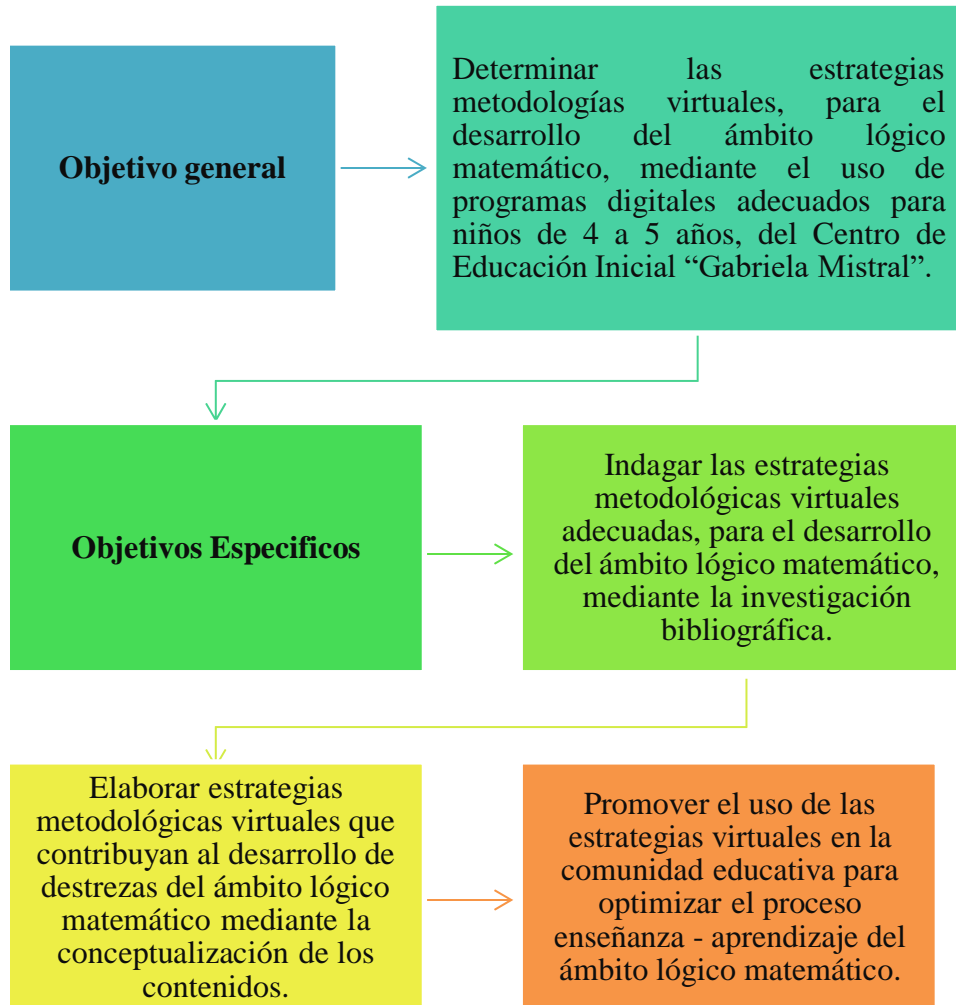 Objetivo general
Determinar las estrategias
metodologías virtuales, para el
desarrollo del ámbito lógico
matemático, mediante el uso de
programas digitales adecuados para
niños de 4 a 5 años, del Centro de
Educación Inicial “Gabriela Mistral”.
Objetivos Especificos
Indagar las estrategias
metodológicas virtuales
adecuadas, para el desarrollo
del ámbito lógico matemático,
mediante la investigación
bibliográfica.
Elaborar estrategias
metodológicas virtuales que
contribuyan al desarrollo de
destrezas del ámbito lógico
matemático mediante la
conceptualización de los
contenidos.
Promover el uso de las
estrategias virtuales en la
comunidad educativa para
optimizar el proceso
enseñanza - aprendizaje del
ámbito lógico matemático.